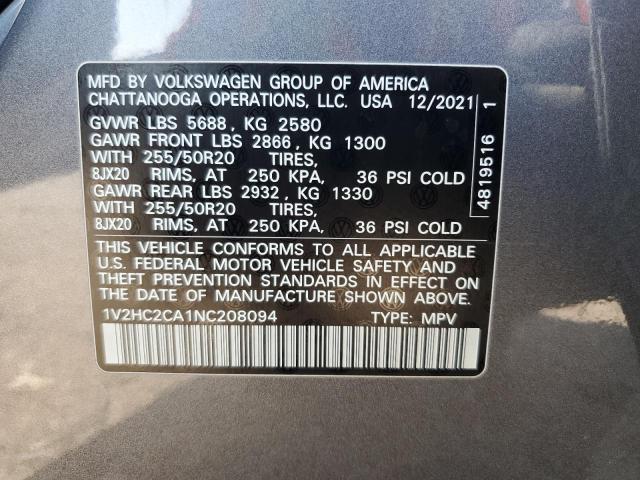 MFD BY VOLKSWAGEN GROUP OF AMERICA
CHATTANOOGA OPERATIONS, LLC. USA 12/2021
GVWR LBS 5688, KG 2580
GAWR FRONT LBS 2866, KG 1300
WITH 255/50R20 TIRES,
8JX20 RIMS, AT 250 KPA, 36 PSI COLD
GAWR REAR LBS 2932, KG 1330
WITH 255/50R20 TIRES,
8JX20 RIMS, AT 250 KPA, 36 PSI COLD
THIS VEHICLE CONFORMS TO ALL APPLICABLE
U.S. FEDERAL MOTOR VEHICLE SAFETY AND
THEFT PREVENTION STANDARDS IN EFFECT ON
THE DATE OF MANUFACTURE SHOWN ABOVE.
1V2HC2CA1NC208094 TYPE: MPV
4819516 1